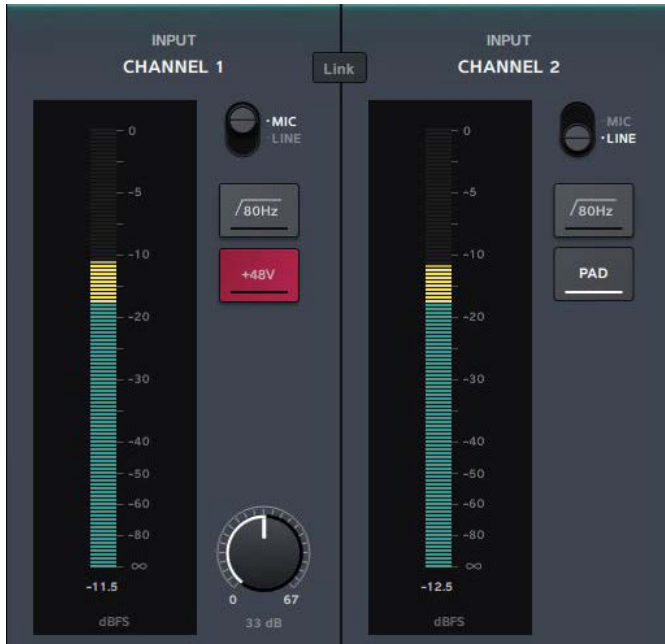 INPUT
CHANNEL 1
0
-5
-10
-20
-30
-40
-50
-60
-80
∞
-11.5
dBFS
MIC
LINE
80Hz
+48V
0 67
33 dB
Link
INPUT
CHANNEL 2
0
-5
-10
-20
-30
-40
-50
-60
-80
∞
-12.5
dBFS
MIC
LINE
80Hz
PAD